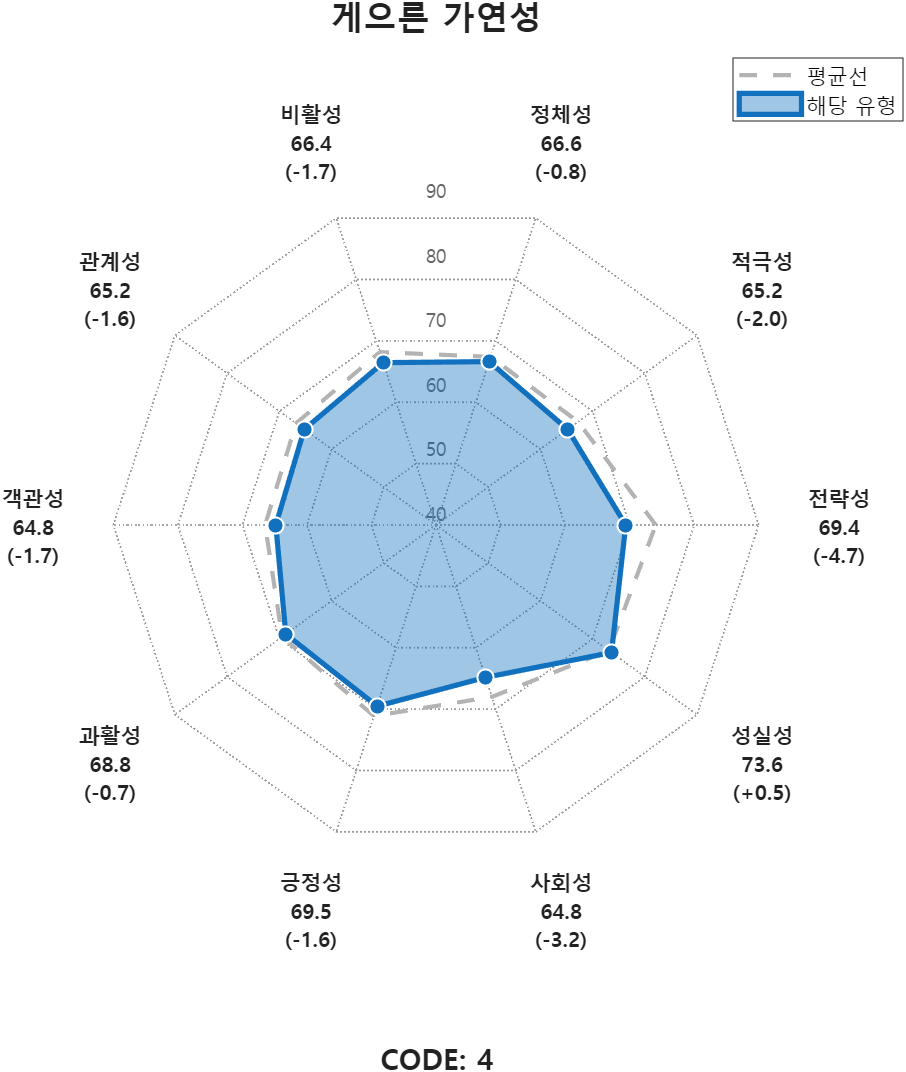 게으른 가연성
평균선
해당 유형
비활성
66.4
(-1.7)
정체성
66.6
(-0.8)
관계성
65.2
(-1.6)
적극성
65.2
(-2.0)
90
80
70
60
50
40
객관성
64.8
(-1.7)
전략성
69.4
(-4.7)
과활성
68.8
(-0.7)
성실성
73.6
(+0.5)
긍정성
69.5
(-1.6)
사회성
64.8
(-3.2)
CODE: 4